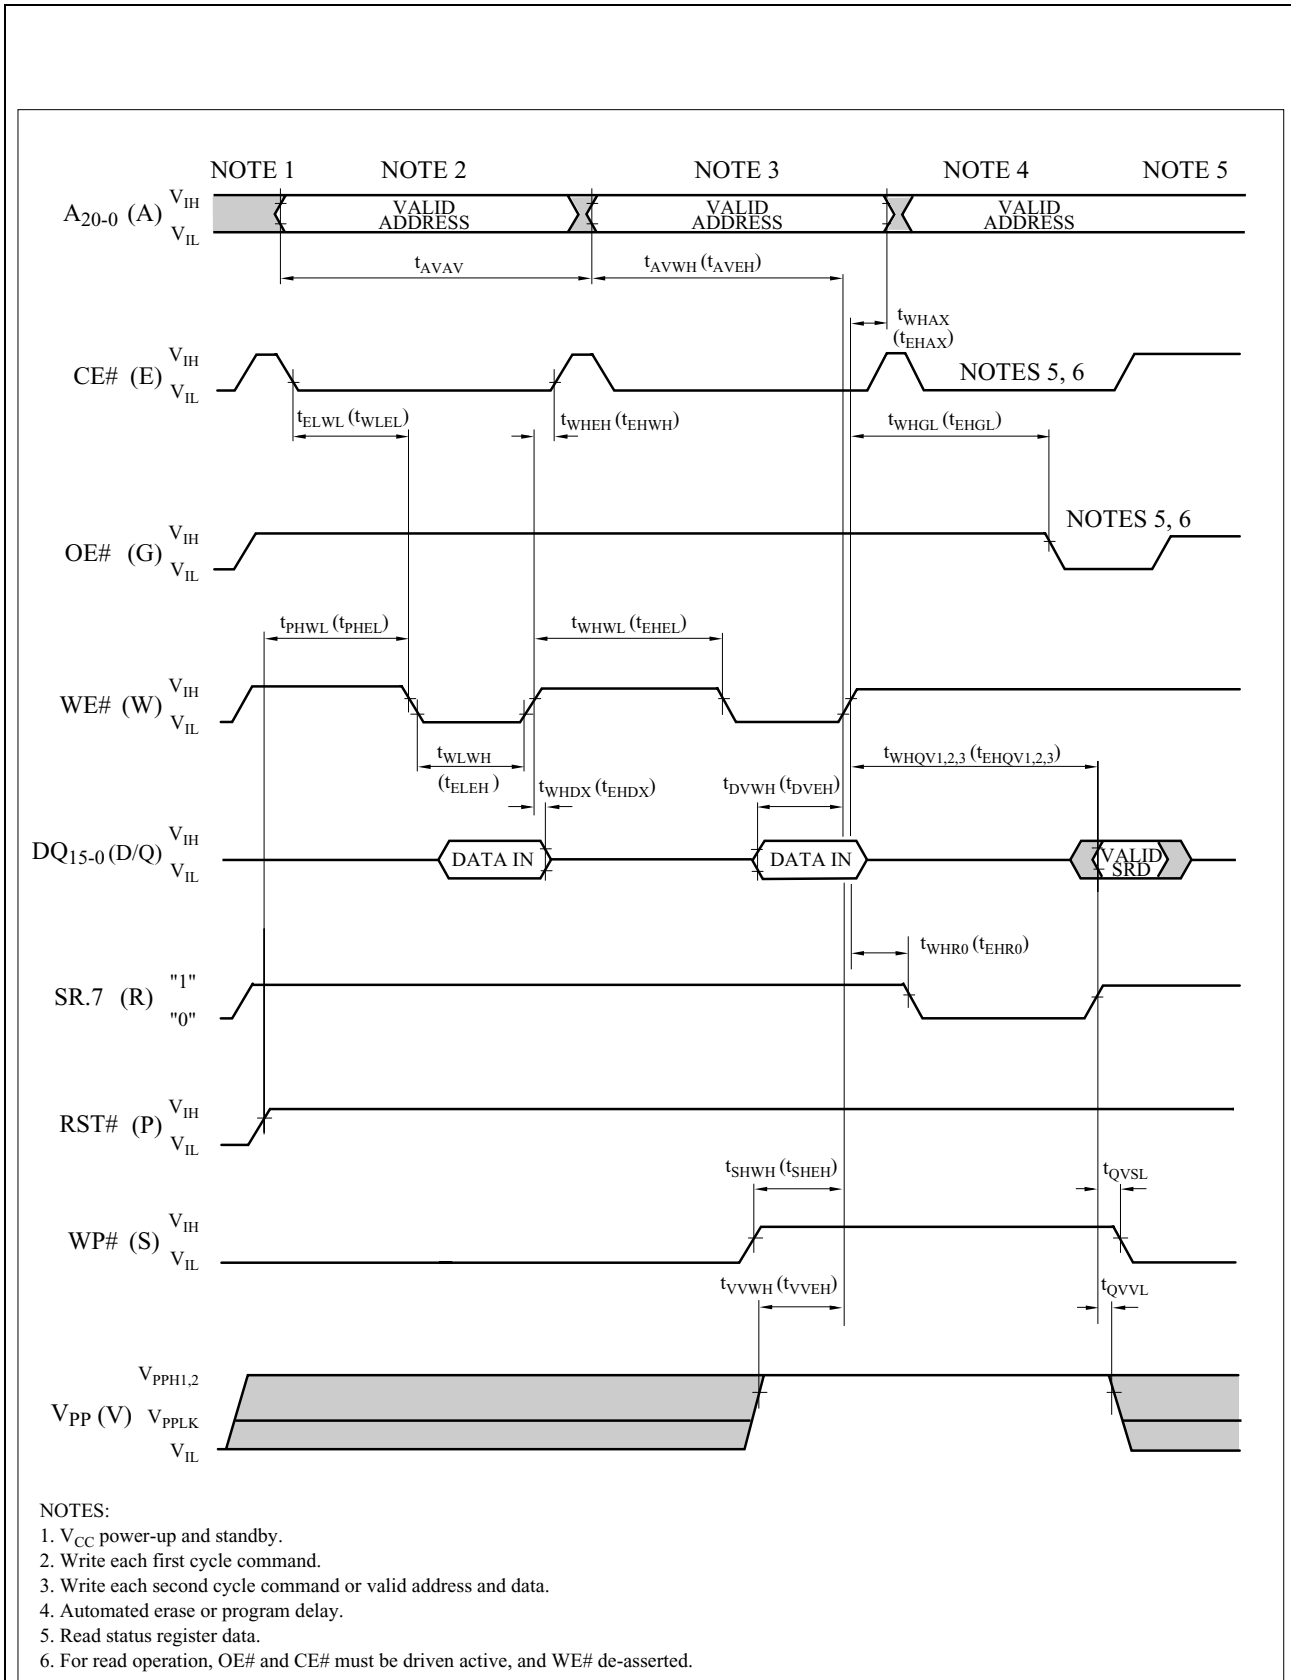 NOTE 1 NOTE 2 NOTE 3 NOTE 4 NOTE 5
A20-0 (A) VIH VIL
VALID ADDRESS VALID ADDRESS VALID ADDRESS
tAVAV tAVWH (tAVEH)
tWHAX
(tEHAX)
CE# (E) VIH VIL
NOTES 5, 6
tELWL (tWLEL) tWHEH (tEHWH) tWHGL (tEHGL)
OE# (G) VIH VIL
NOTES 5, 6
tPHWL (tPHEL) tWHWL (tEHEL)
WE# (W) VIH VIL
tWLWH
(tELEH)
tWHDX (tEHDX) tDVWH (tDVEH) tWHQV1,2,3 (tEHQV1,2,3)
DQ15-0 (D/Q) VIH VIL
DATA IN DATA IN VALID SRD
tWHR0 (tEHR0)
SR.7 (R) "1" "0"
RST# (P) VIH VIL
tSHWH (tSHEH) tQVSL
WP# (S) VIH VIL
tVVWH (tVVEH) tQVVL
VPP (V) VPPH1,2 VPPLK VIL
NOTES:
1. VCC power-up and standby.
2. Write each first cycle command.
3. Write each second cycle command or valid address and data.
4. Automated erase or program delay.
5. Read status register data.
6. For read operation, OE# and CE# must be driven active, and WE# de-asserted.